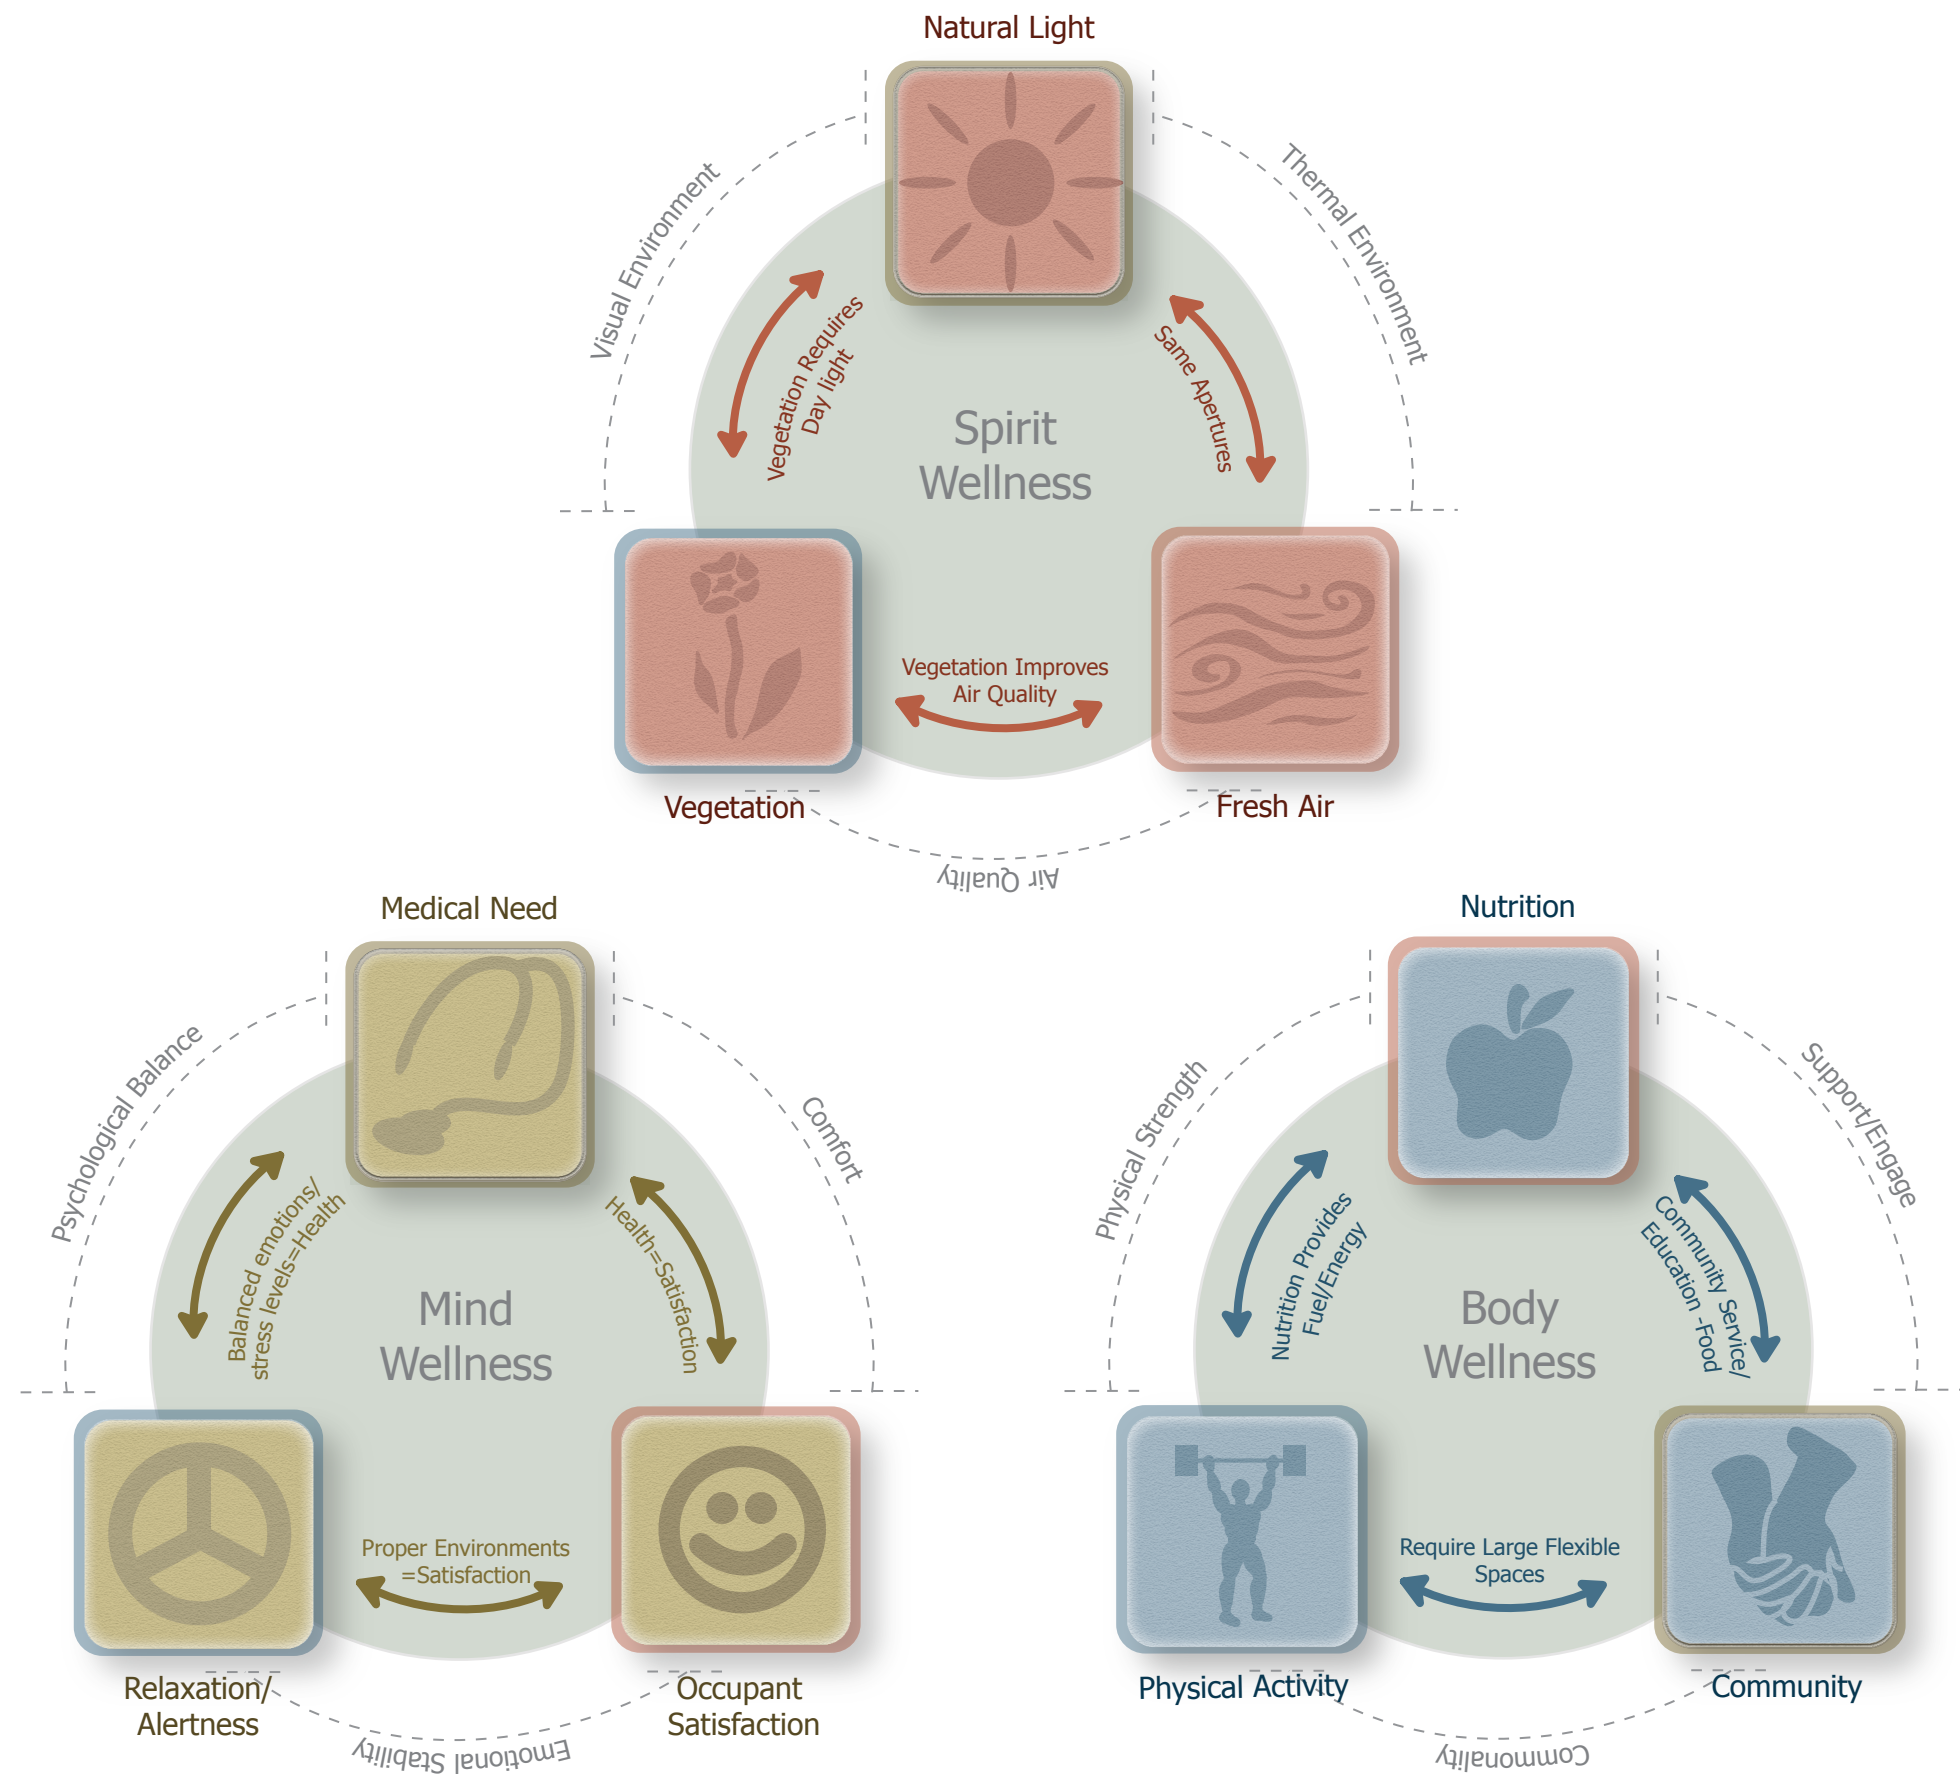 Natural Light
Visual Environment
Thermal Environment
Vegetation Requires
Day light
Same Apertures
Spirit
Wellness
Vegetation Improves
Air Quality
Vegetation
Fresh Air
Air Quality
Medical Need
Psychological Balance
Comfort
Balanced emotions/
stress levels=Health
Health=Satisfaction
Mind
Wellness
Proper Environments
=Satisfaction
Relaxation/
Alertness
Occupant
Satisfaction
Emotional Stability
Nutrition
Physical Strength
Support/Engage
Nutrition Provides
Fuel/Energy
Community Service/
Education -Food
Body
Wellness
Require Large Flexible
Spaces
Physical Activity
Community
Commonality